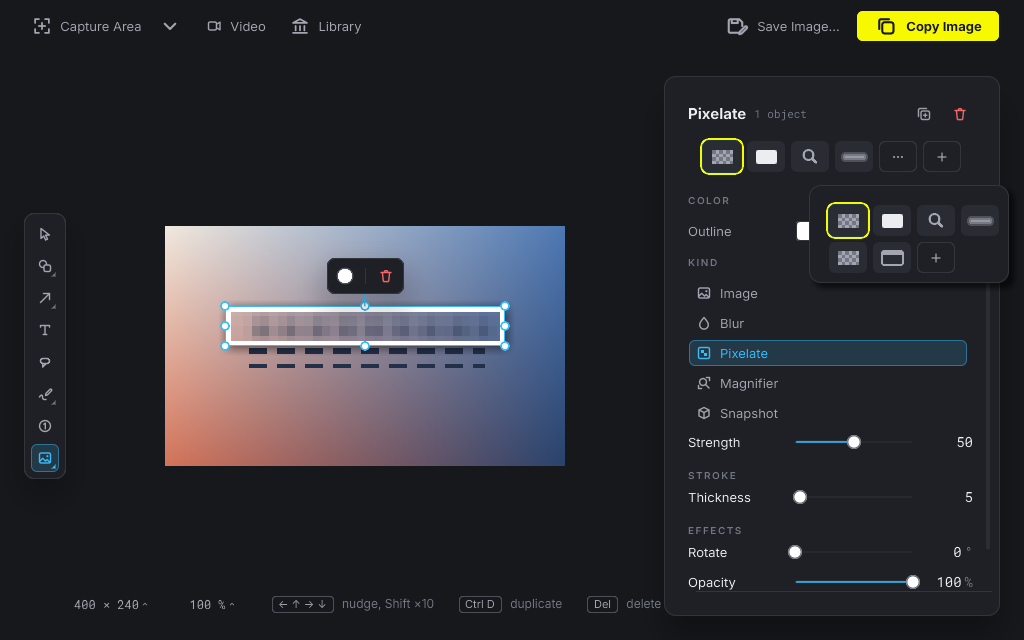 Capture Area
Video
Library
Save Image...
Copy Image
Pixelate 1 object
COLOR
Outline
KIND
Image
Blur
Pixelate
Magnifier
Snapshot
Strength 50
STROKE
Thickness 5
EFFECTS
Rotate 0 °
Opacity 100 %
400 × 240
100 %
← ↑ → ↓ nudge, Shift ×10
Ctrl D duplicate
Del delete